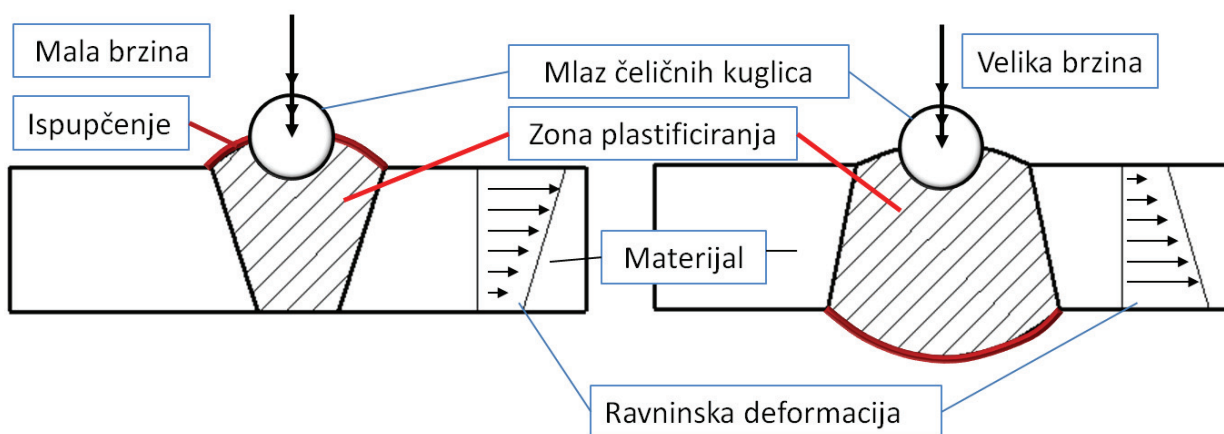 Mala brzina
Mlaz čeličnih kuglica
Velika brzina
Ispupčenje
Zona plastificiranja
Materijal
Ravninska deformacija